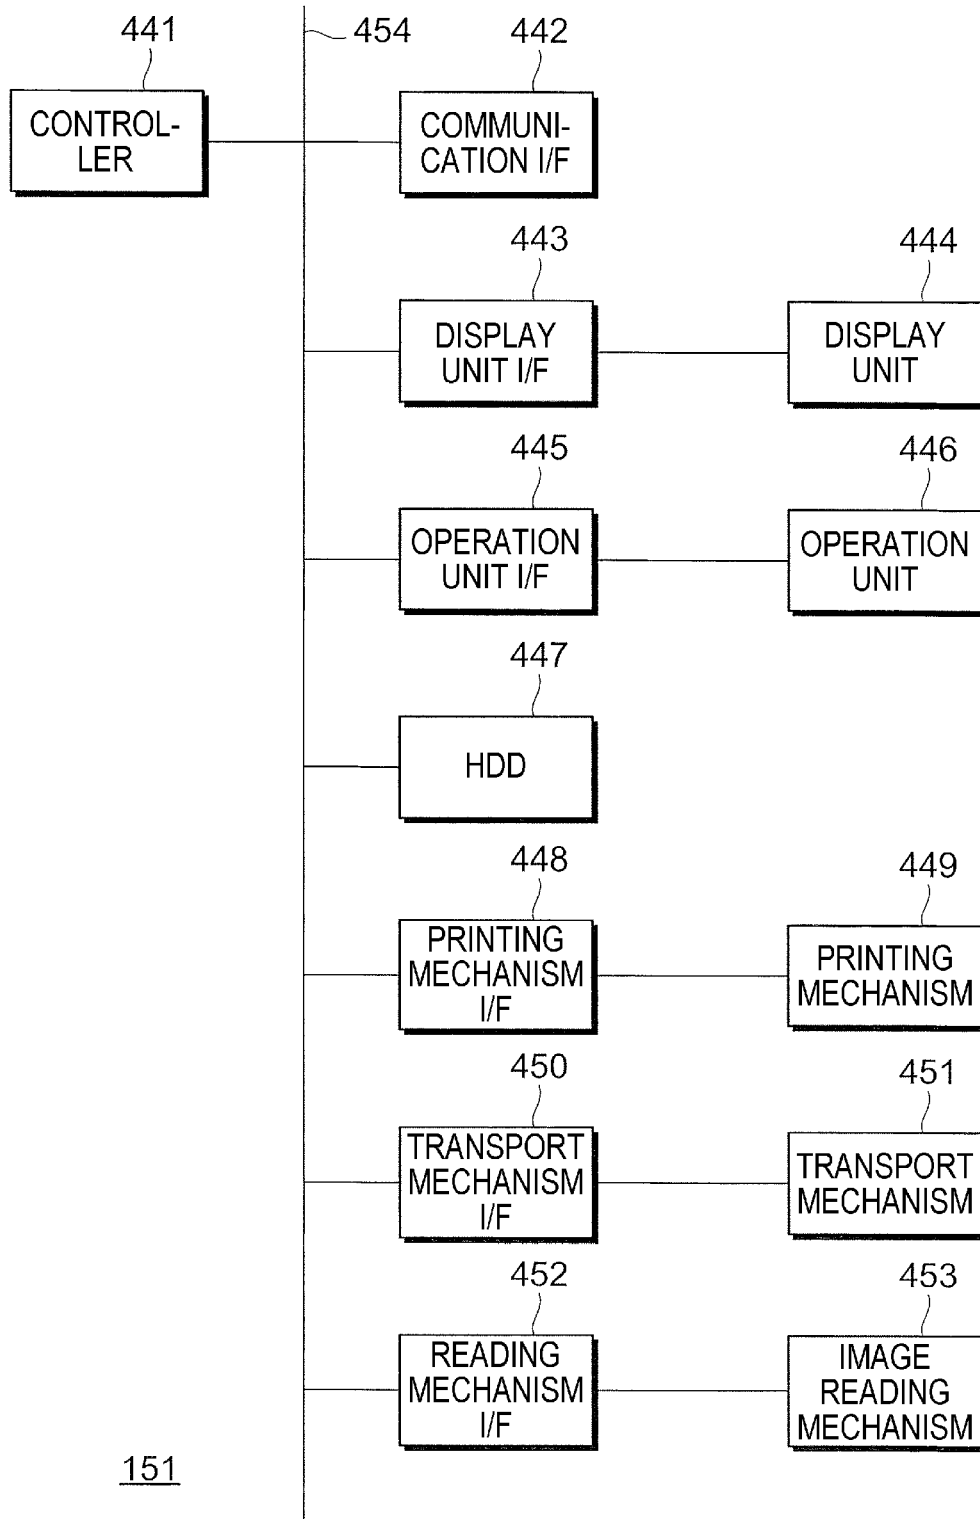 441
454
442
CONTROL-
LER
COMMUNI-
CATION I/F
443
444
DISPLAY
UNIT I/F
DISPLAY
UNIT
445
446
OPERATION
UNIT I/F
OPERATION
UNIT
447
HDD
448
449
PRINTING
MECHANISM
I/F
PRINTING
MECHANISM
450
451
TRANSPORT
MECHANISM
I/F
TRANSPORT
MECHANISM
452
453
READING
MECHANISM
I/F
IMAGE
READING
MECHANISM
151